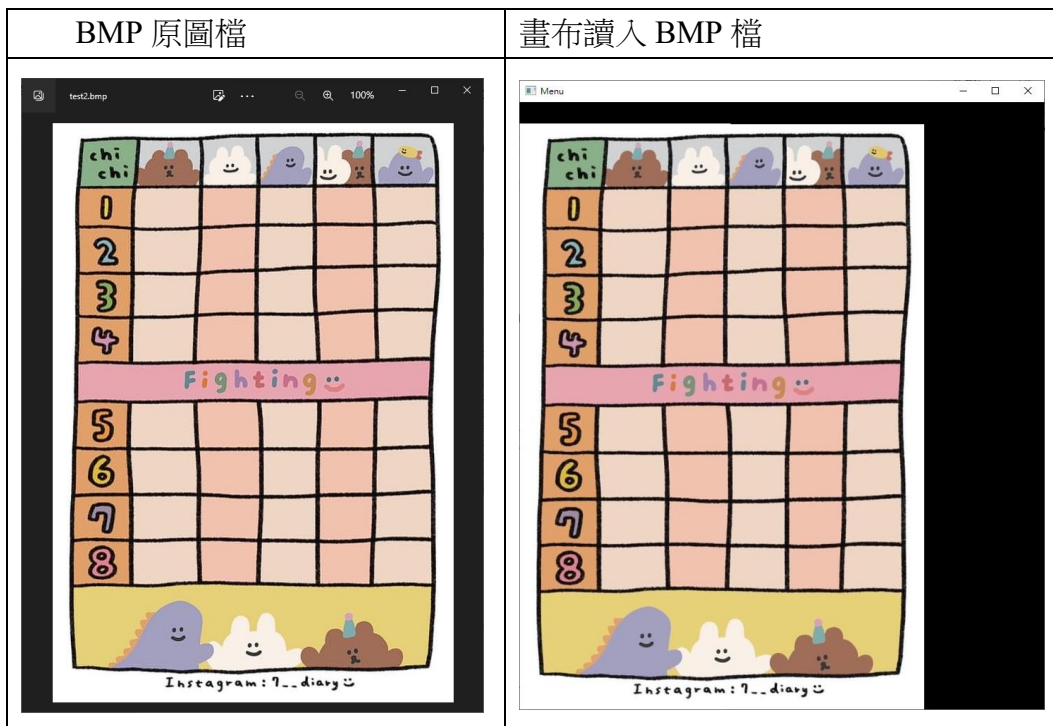 BMP 原圖檔
畫布讀入 BMP 檔
test2.bmp
100%
chi
chi
1
2
3
4
Fighting
5
6
7
8
Instagram : 7__diary
Menu
chi
chi
1
2
3
4
Fighting
5
6
7
8
Instagram : 7__diary